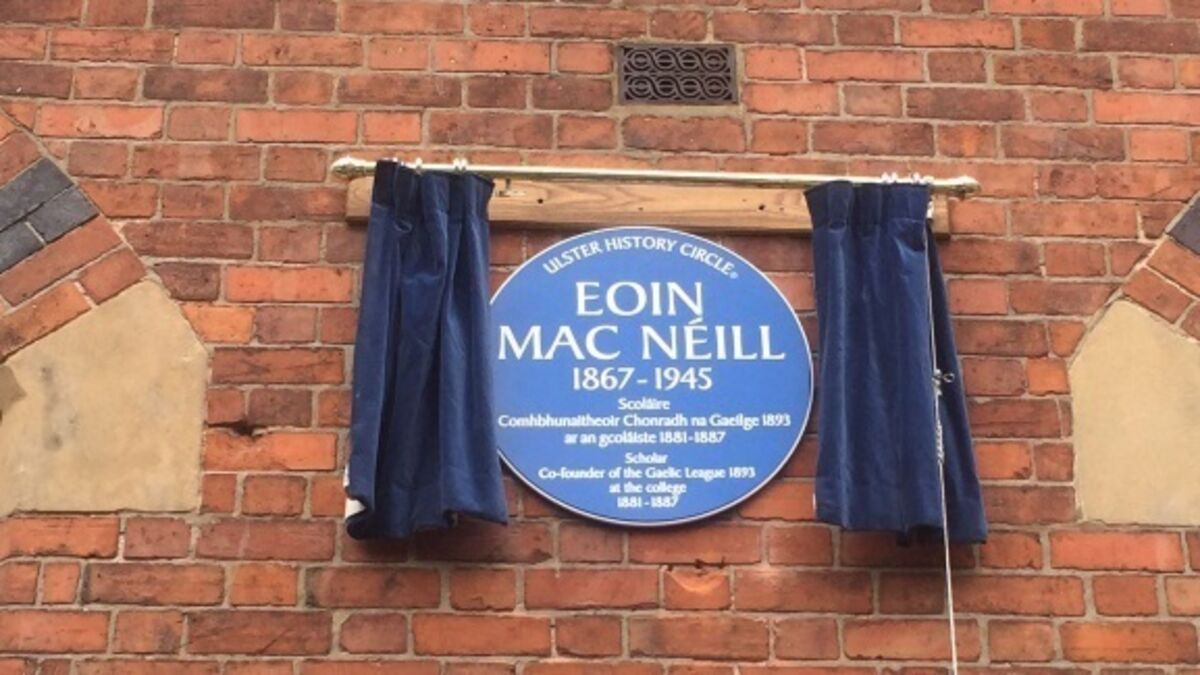 ULSTER HISTORY CIRCLE®
EOIN
MAC NÉILL
1867-1945
Scoláire
Comhbhunaitheoir Chonradh na Gaeilge 1893
ar an gcoláiste 1881-1887
Scholar
Co-founder of the Gaelic League 1893
at the college
1881-1887